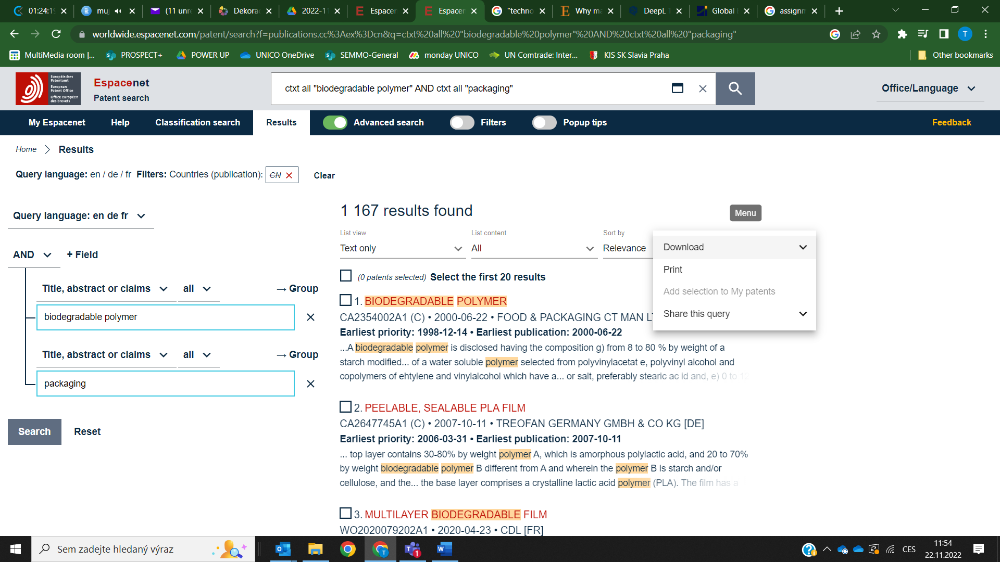 01:24:19
muj
(11 unre
Dekorac
2022-11
Espacen
Espacen
"techno
Why ma
DeepL T
Global I
assignm
worldwide.espacenet.com/patent/search?f=publications.cc%3Aex%3Dcn&q=ctxt%20all%20"biodegradable%20polymer"%20AND%20ctxt%20all%20"packaging"
T
MultiMedia room |...
PROSPECT+
POWER UP
UNICO OneDrive
SEMMO-General
monday UNICO
UN Comtrade: Inter...
KIS SK Slavia Praha
Other bookmarks
Europäisches
Patentamt
European
Patent Office
Office européen
des brevets
Espacenet
Patent search
ctxt all "biodegradable polymer" AND ctxt all "packaging"
Office/Language
My Espacenet
Help
Classification search
Results
Advanced search
Filters
Popup tips
Feedback
Home
Results
Query language: en / de / fr Filters: Countries (publication): CN
Clear
Query language: en de fr
AND
+ Field
Title, abstract or claims
all
→ Group
biodegradable polymer
Title, abstract or claims
all
→ Group
packaging
Search
Reset
1 167 results found
Menu
List view
List content
Sort by
Text only
All
Relevance
Download
Print
Add selection to My patents
Share this query
(0 patents selected) Select the first 20 results
1. BIODEGRADABLE POLYMER
CA2354002A1 (C) • 2000-06-22 • FOOD & PACKAGING CT MAN LT
Earliest priority: 1998-12-14 • Earliest publication: 2000-06-22
...A biodegradable polymer is disclosed having the composition g) from 8 to 80 % by weight of a
starch modified... of a water soluble polymer selected from polyvinylacetat e, polyvinyl alcohol and
copolymers of ehtylene and vinylalcohol which have a... or salt, preferably stearic ac id and, e) 0 to 12
2. PEELABLE, SEALABLE PLA FILM
CA2647745A1 (C) • 2007-10-11 • TREOFAN GERMANY GMBH & CO KG [DE]
Earliest priority: 2006-03-31 • Earliest publication: 2007-10-11
... top layer contains 30-80% by weight polymer A, which is amorphous polylactic acid, and 20 to 70%
by weight biodegradable polymer B different from A and wherein the polymer B is starch and/or
cellulose, and the... the base layer comprises a crystalline lactic acid polymer (PLA). The film has a
3. MULTILAYER BIODEGRADABLE FILM
WO2020079202A1 • 2020-04-23 • CDL [FR]
Sem zadejte hledaný výraz
1
CES
11:54
22.11.2022